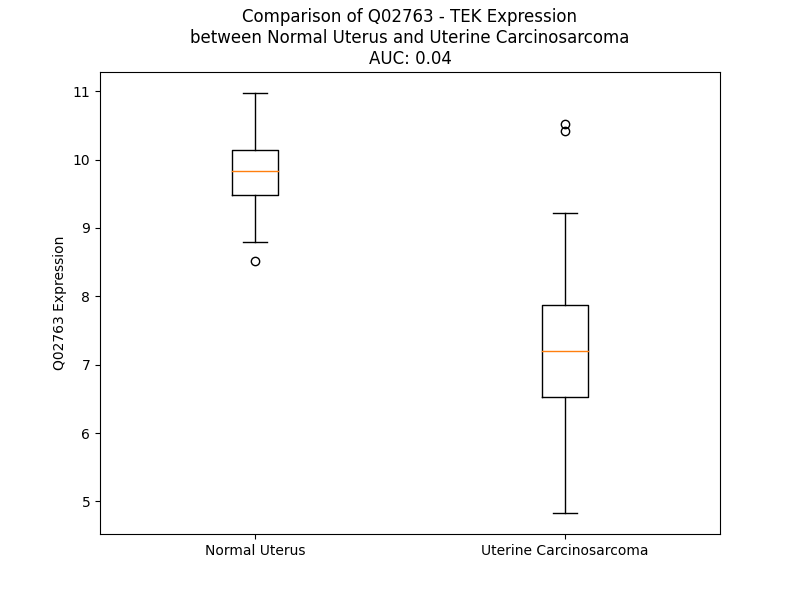 Comparison of Q02763 - TEK Expression
between Normal Uterus and Uterine Carcinosarcoma
AUC: 0.04
11
10
9
8
7
6
5
Q02763 Expression
Normal Uterus
Uterine Carcinosarcoma